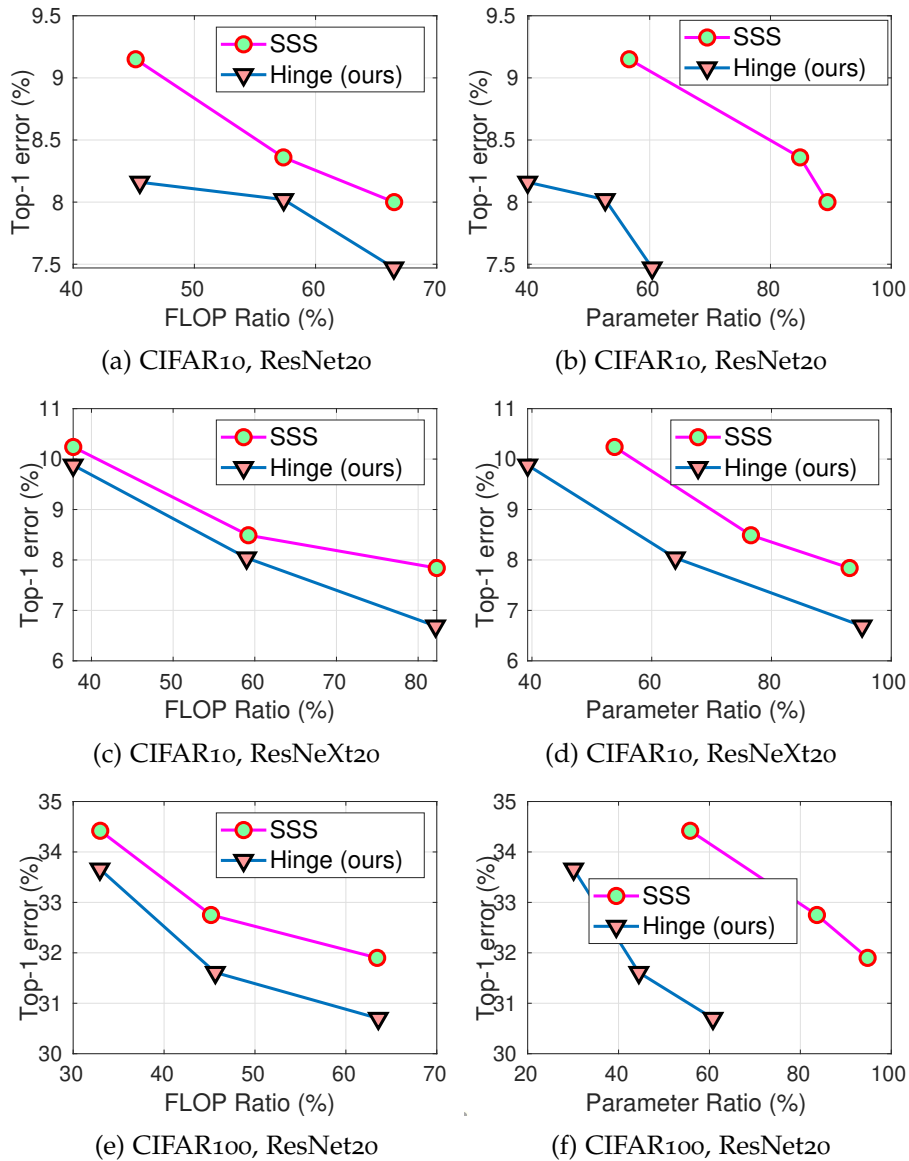 9.5
9
8.5
8
7.5
Top-1 error (%)
SSS
Hinge (ours)
40 50 60 70
FLOP Ratio (%)
(a) CIFAR10, ResNet20
9.5
9
8.5
8
7.5
Top-1 error (%)
SSS
Hinge (ours)
40 60 80 100
Parameter Ratio (%)
(b) CIFAR10, ResNet20
11
10
9
8
7
6
Top-1 error (%)
SSS
Hinge (ours)
40 50 60 70 80
FLOP Ratio (%)
(c) CIFAR10, ResNeXt20
11
10
9
8
7
6
Top-1 error (%)
SSS
Hinge (ours)
40 60 80 100
Parameter Ratio (%)
(d) CIFAR10, ResNeXt20
35
34
33
32
31
30
Top-1 error (%)
SSS
Hinge (ours)
30 40 50 60 70
FLOP Ratio (%)
(e) CIFAR100, ResNet20
35
34
33
32
31
30
Top-1 error (%)
SSS
Hinge (ours)
20 40 60 80 100
Parameter Ratio (%)
(f) CIFAR100, ResNet20